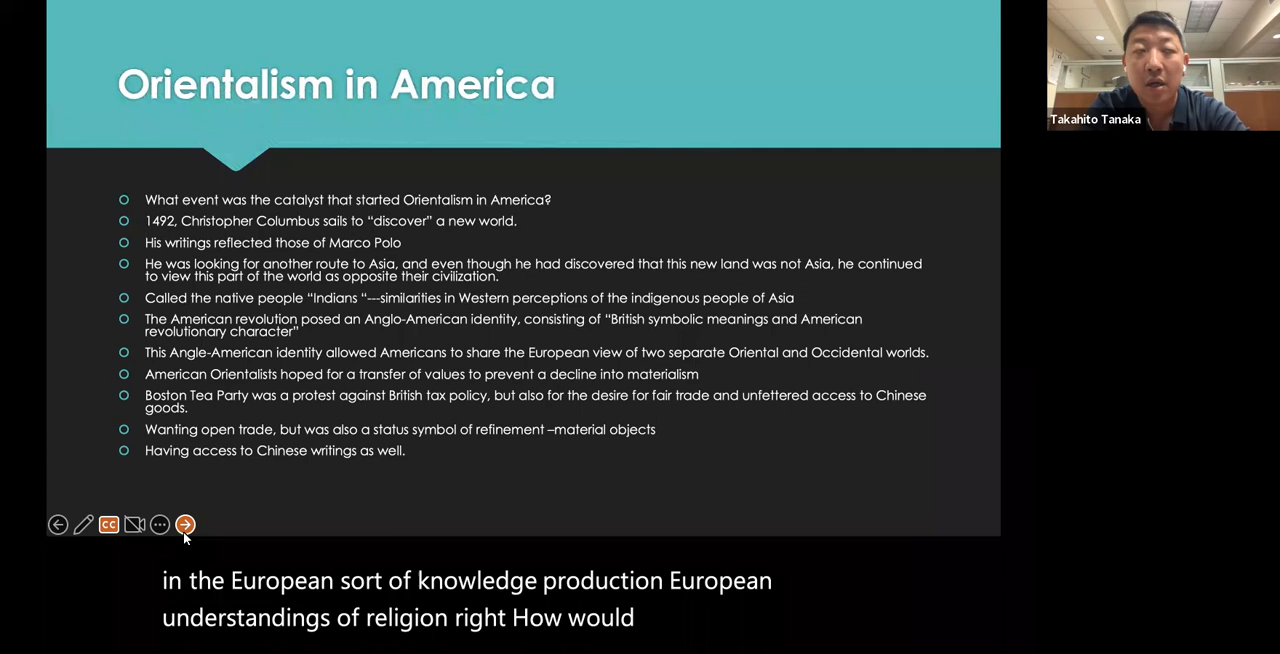 Orientalism in America
What event was the catalyst that started Orientalism in America?
1492, Christopher Columbus sails to “discover” a new world.
His writings reflected those of Marco Polo
He was looking for another route to Asia, and even though he had discovered that this new land was not Asia, he continued
to view this part of the world as opposite their civilization.
Called the native people “Indians “---similarities in Western perceptions of the indigenous people of Asia
The American revolution posed an Anglo-American identity, consisting of “British symbolic meanings and American
revolutionary character”
This Angle-American identity allowed Americans to share the European view of two separate Oriental and Occidental worlds.
American Orientalists hoped for a transfer of values to prevent a decline into materialism
Boston Tea Party was a protest against British tax policy, but also for the desire for fair trade and unfettered access to Chinese
goods.
Wanting open trade, but was also a status symbol of refinement –material objects
Having access to Chinese writings as well.
CC
in the European sort of knowledge production European
understandings of religion right How would
Takahito Tanaka